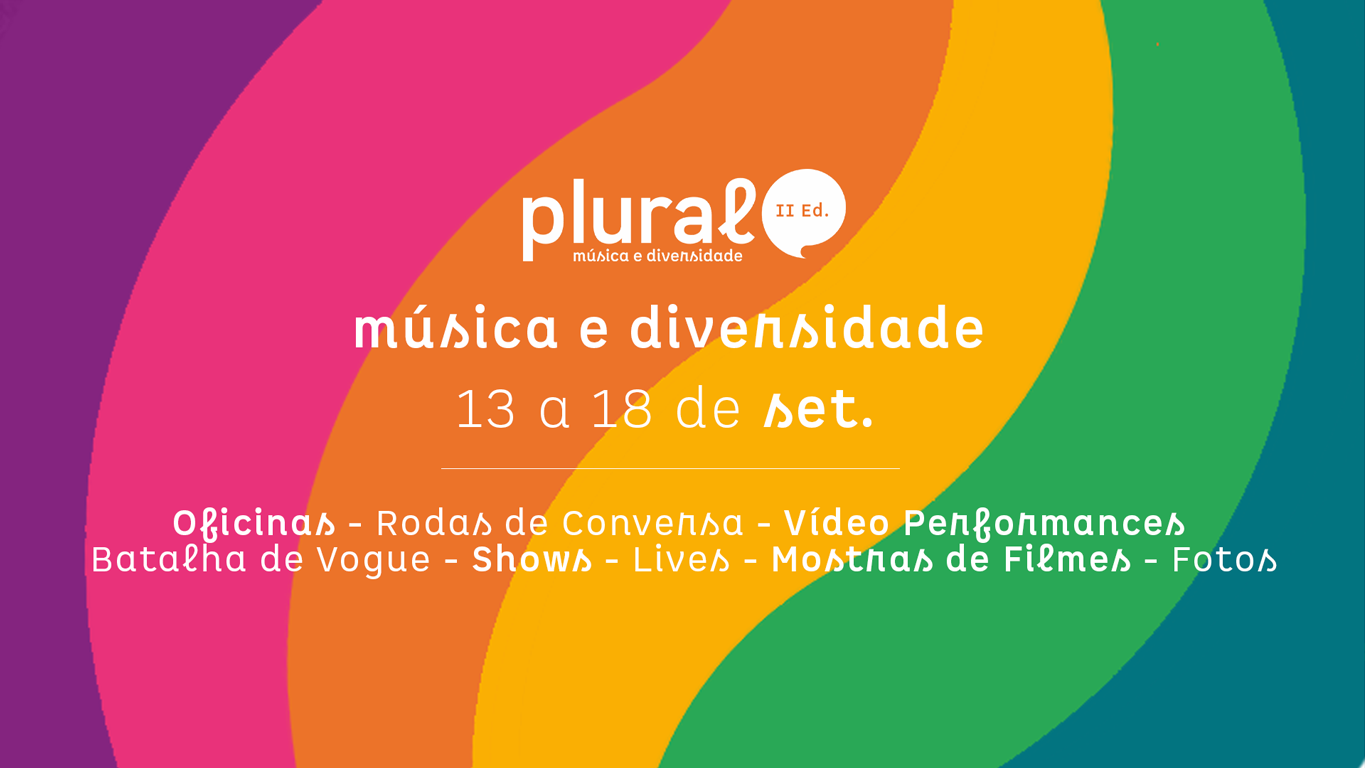 plural
II Ed.
música e diversidade
música e diversidade
13 a 18 de set.
Oficinas - Rodas de Conversa - Vídeo Performances
Batalha de Vogue - Shows - Lives - Mostras de Filmes - Fotos